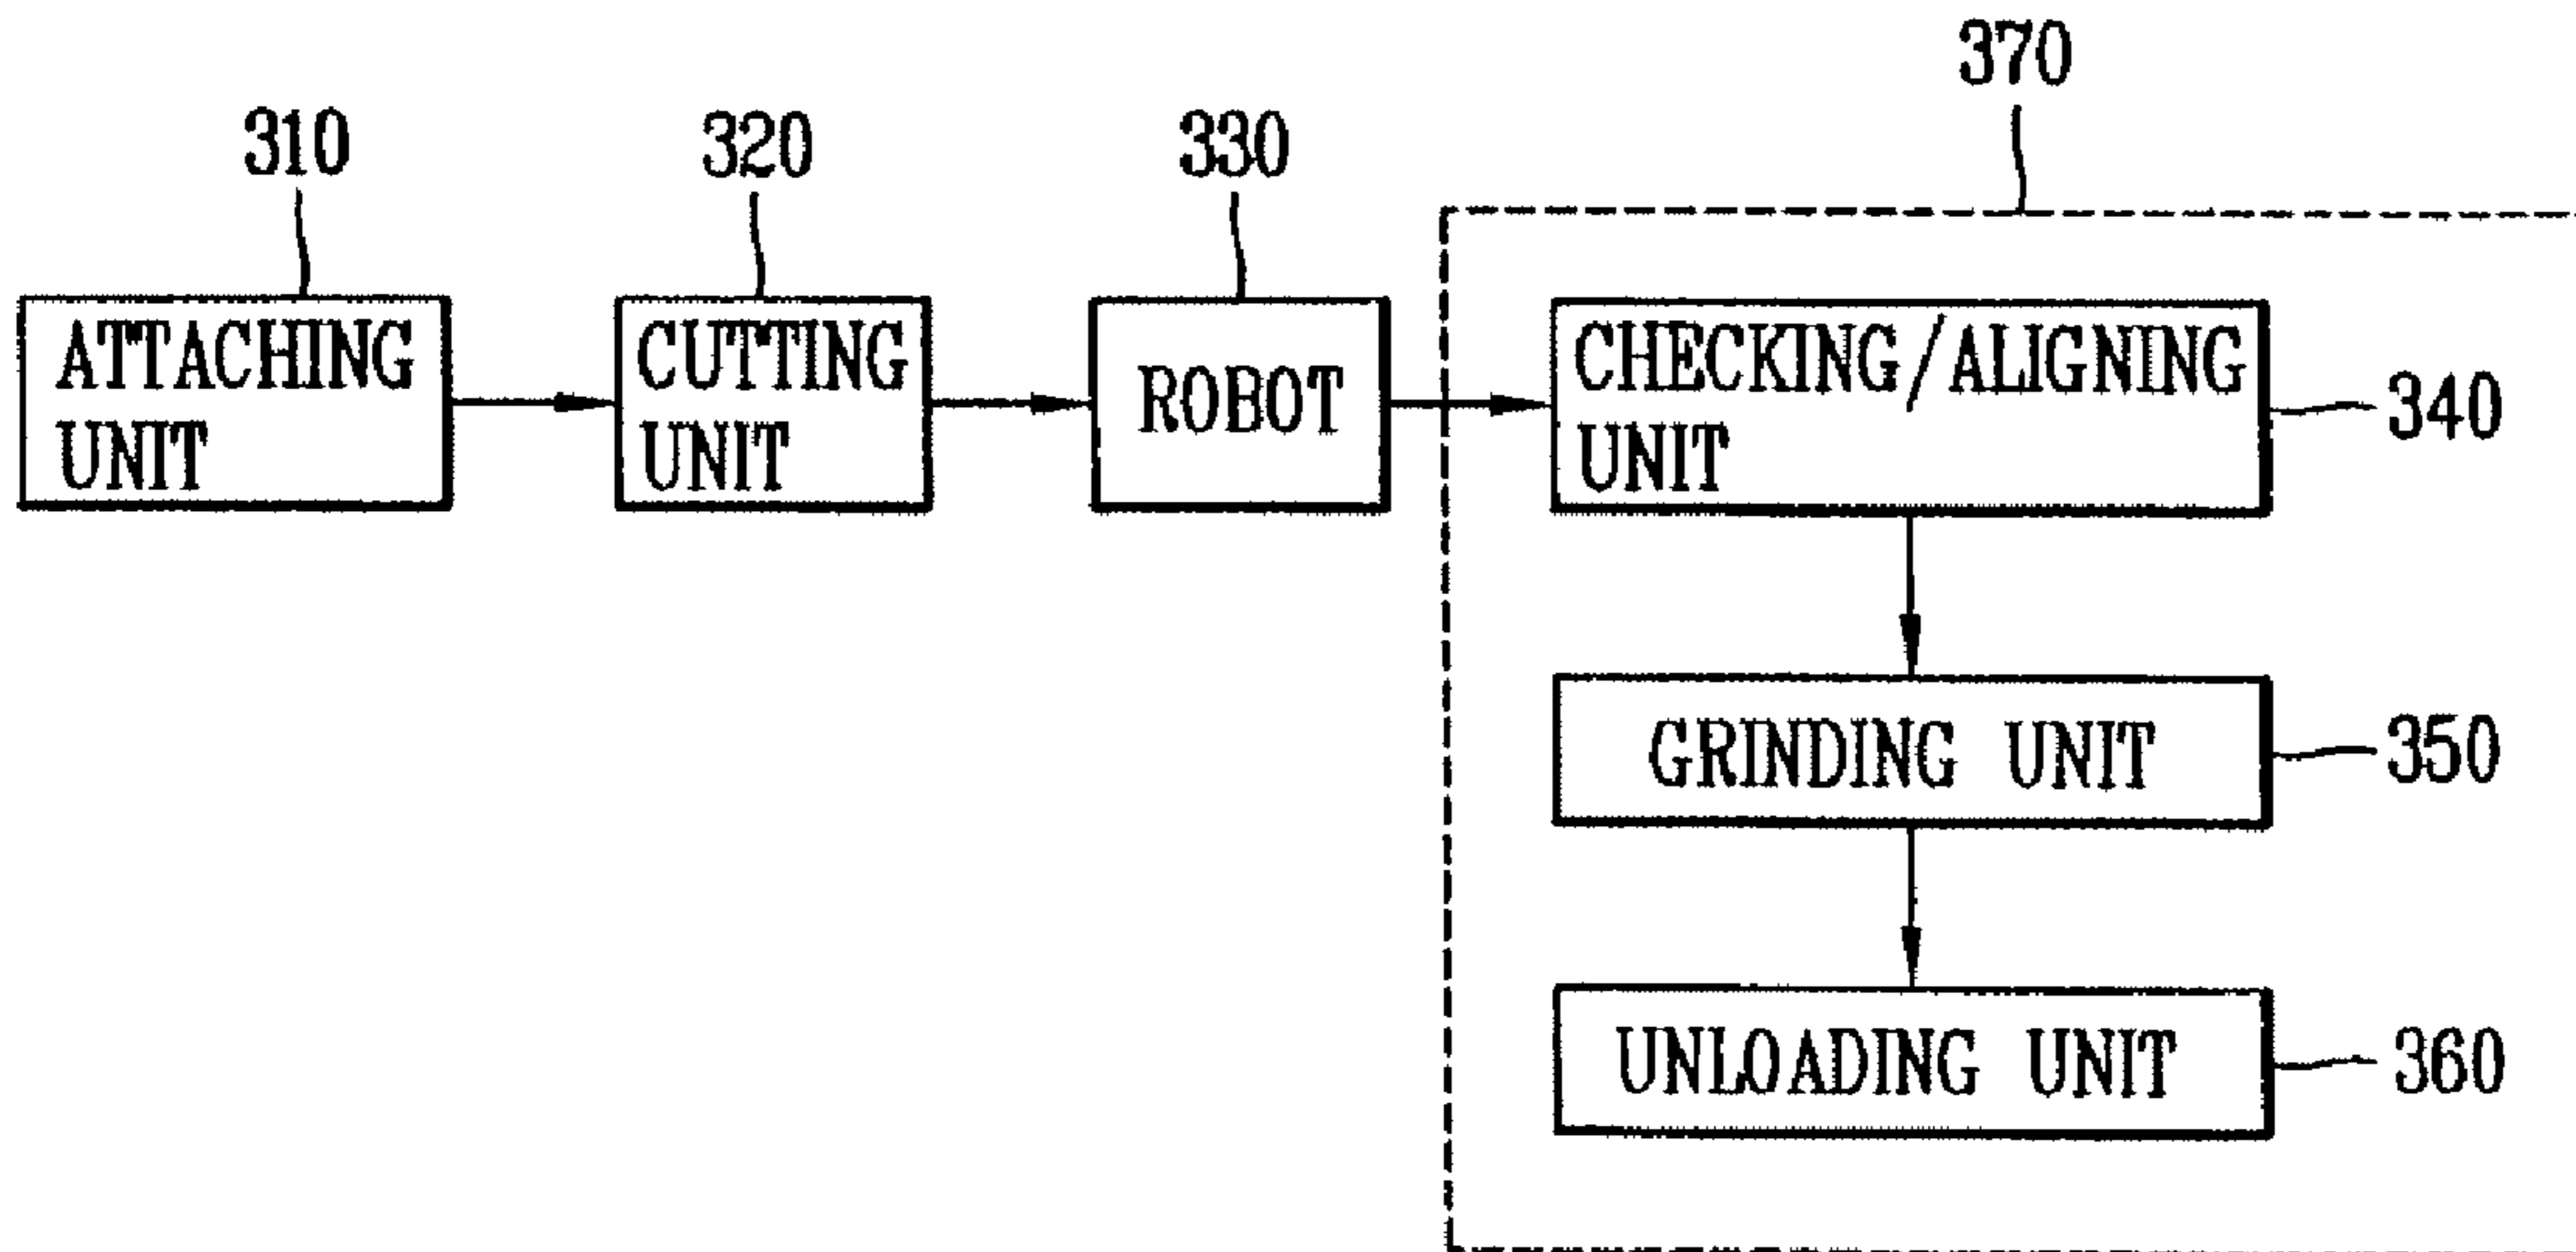 370
310
320
330
ATTACHING
UNIT
CUTTING
UNIT
ROBOT
CHECKING/ALIGNING
UNIT
340
GRINDING UNIT
350
UNLOADING UNIT
360